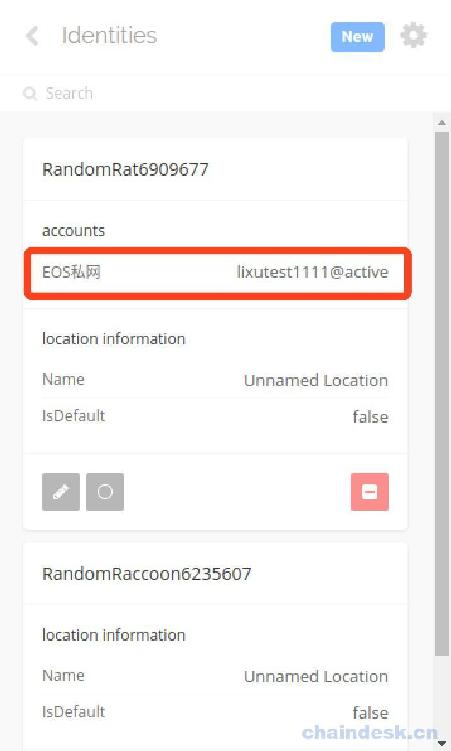 Identities
New
Search
RandomRat6909677
accounts
EOS私网 lixutest1111@active
location information
Name Unnamed Location
IsDefault false
RandomRaccoon6235607
location information
Name Unnamed Location
IsDefault false
chaindesk.cn